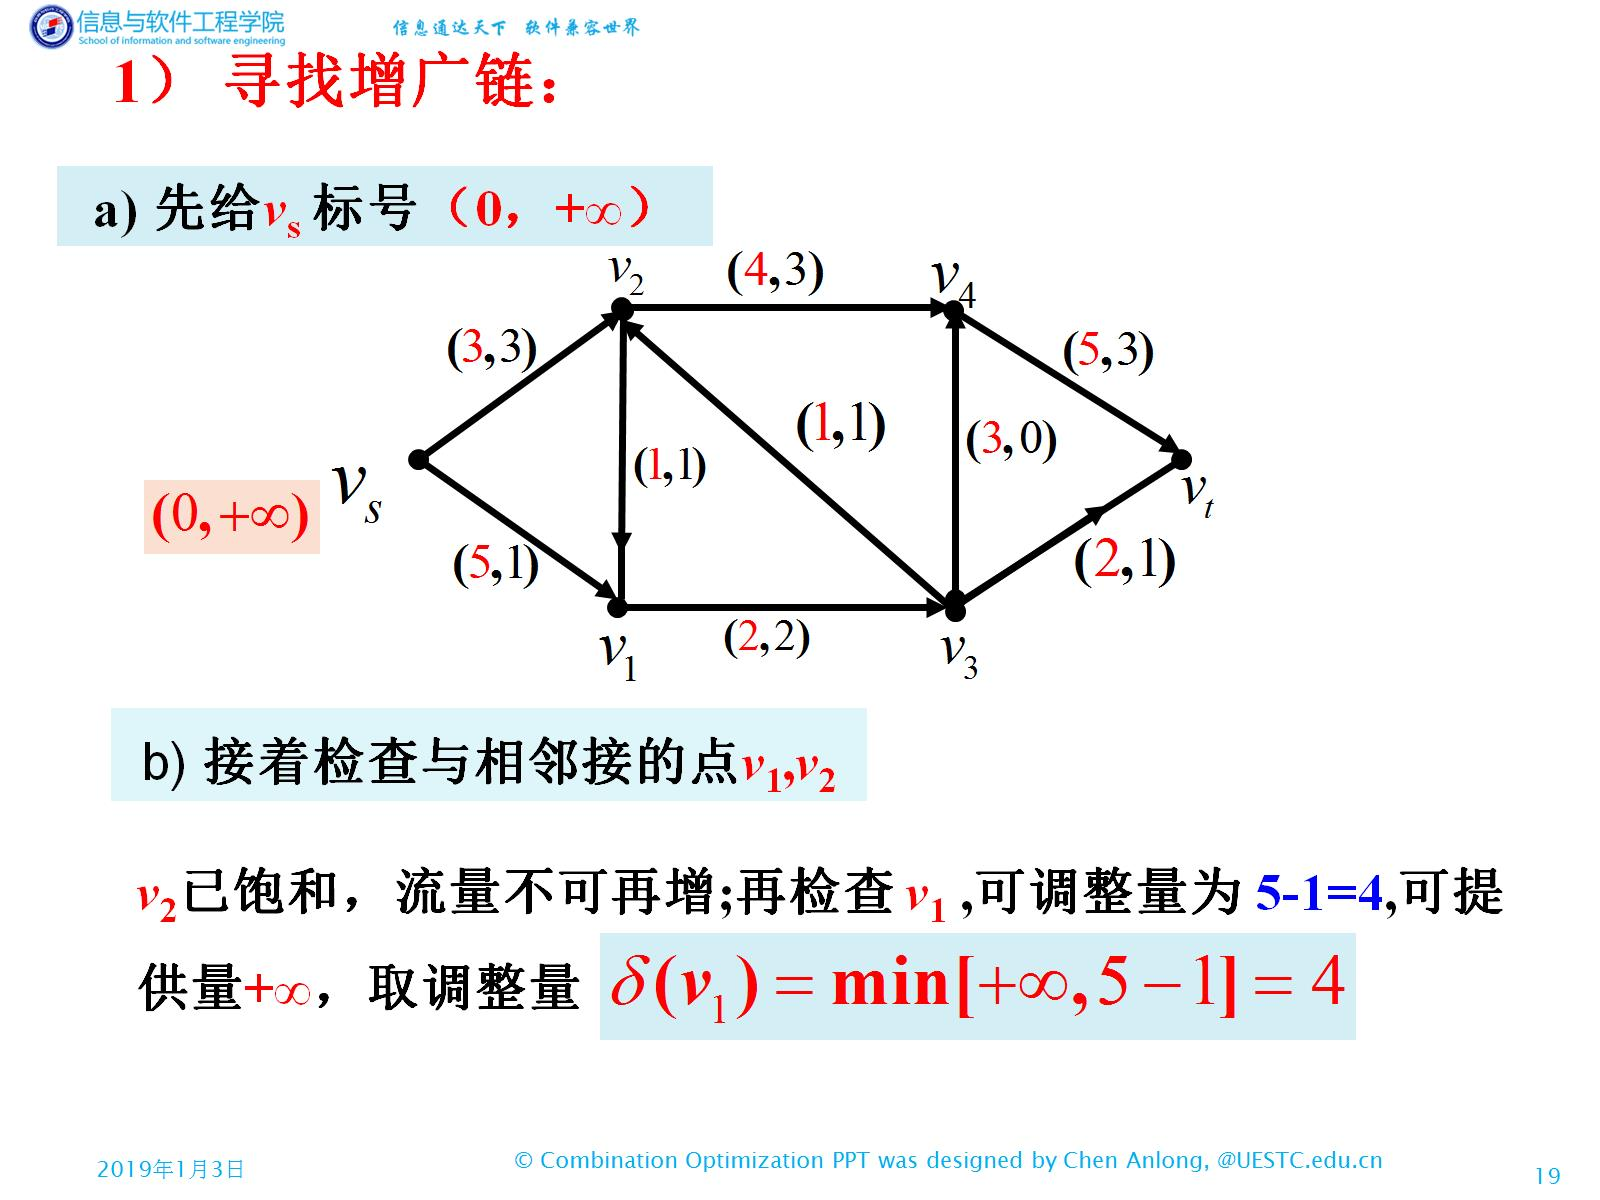 信息与软件工程学院
School of information and software engineering
信息通达天下 软件兼容世界
1） 寻找增广链：
a) 先给vs 标号（0，+∞）
v2
(4,3)
v4
(3,3)
(5,3)
(1,1)
(3,0)
(1,1)
vs
vt
(0,+∞)
(5,1)
(2,1)
v1
(2,2)
v3
b) 接着检查与相邻接的点v1,v2
v2已饱和，流量不可再增;再检查 v1 ,可调整量为 5-1=4,可提
供量+∞，取调整量 δ(v1) = min[+∞,5－1] = 4
2019年1月3日
© Combination Optimization PPT was designed by Chen Anlong, @UESTC.edu.cn
19